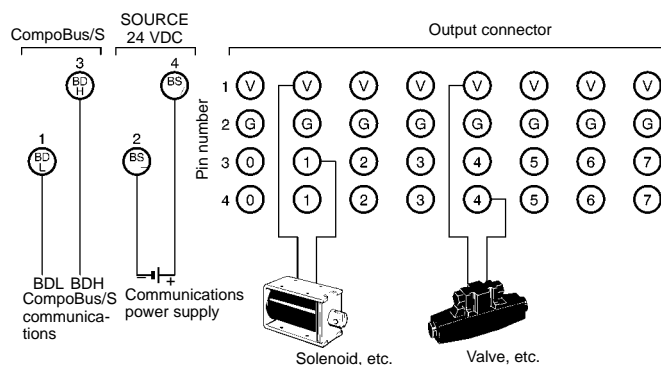 CompoBus/S
SOURCE
24 VDC
Output connector
3
4
BD
H
BS
1
2
BD
L
BS
–
Pin number
1 V V V V V V V V
2 G G G G G G G G
3 0 1 2 3 4 5 6 7
4 0 1 2 3 4 5 6 7
– +
BDL BDH
CompoBus/S
communica-
tions
Communications
power supply
Solenoid, etc.
Valve, etc.